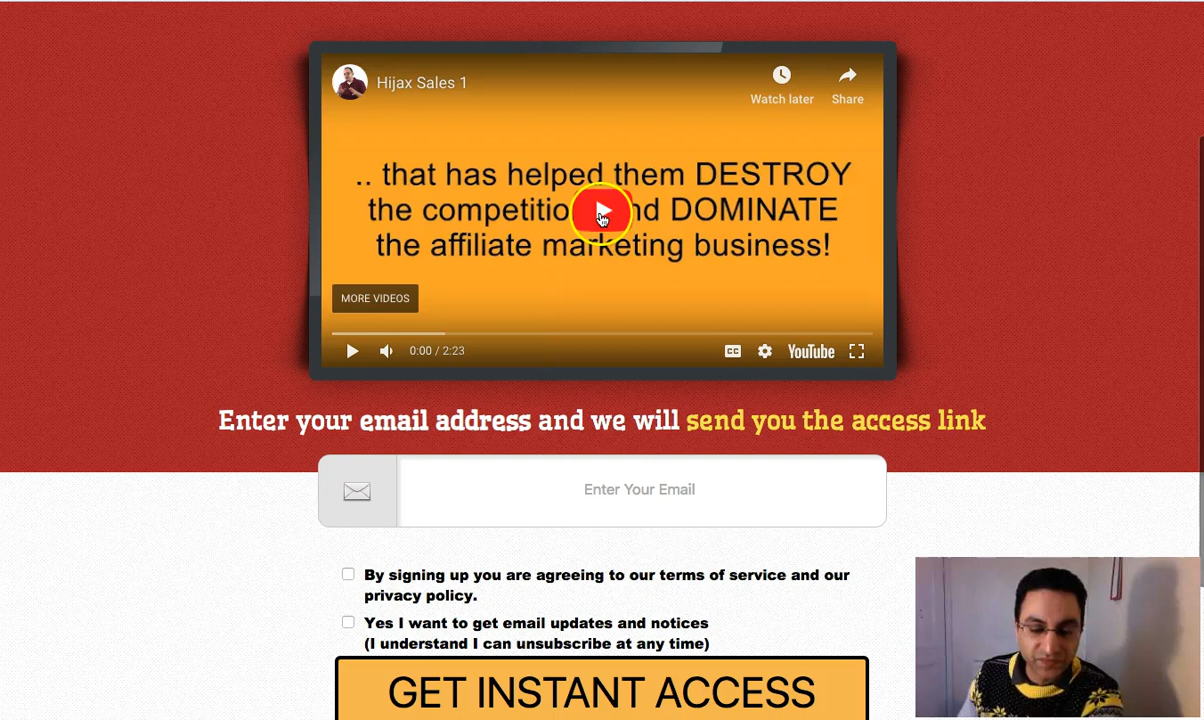 Hijax Sales 1
Watch later
Share
.. that has helped them DESTROY
the competitio nd DOMINATE
the affiliate marketing business!
MORE VIDEOS
0:00 / 2:23
CC
YouTube
Enter your email address and we will send you the access link
Enter Your Email
By signing up you are agreeing to our terms of service and our
privacy policy.
Yes I want to get email updates and notices
(I understand I can unsubscribe at any time)
GET INSTANT ACCESS